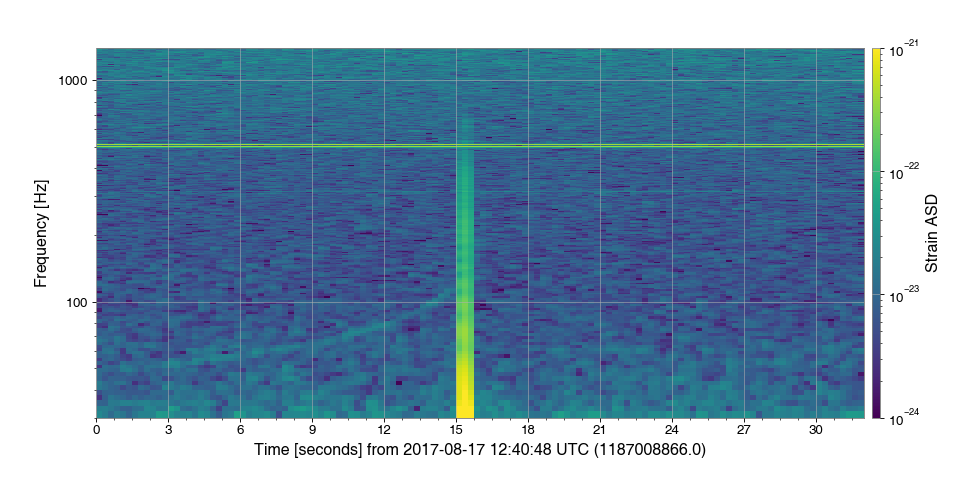 1000
100
Frequency [Hz]
0 3 6 9 12 15 18 21 24 27 30
Time [seconds] from 2017-08-17 12:40:48 UTC (1187008866.0)
10⁻²¹
10⁻²²
10⁻²³
10⁻²⁴
Strain ASD